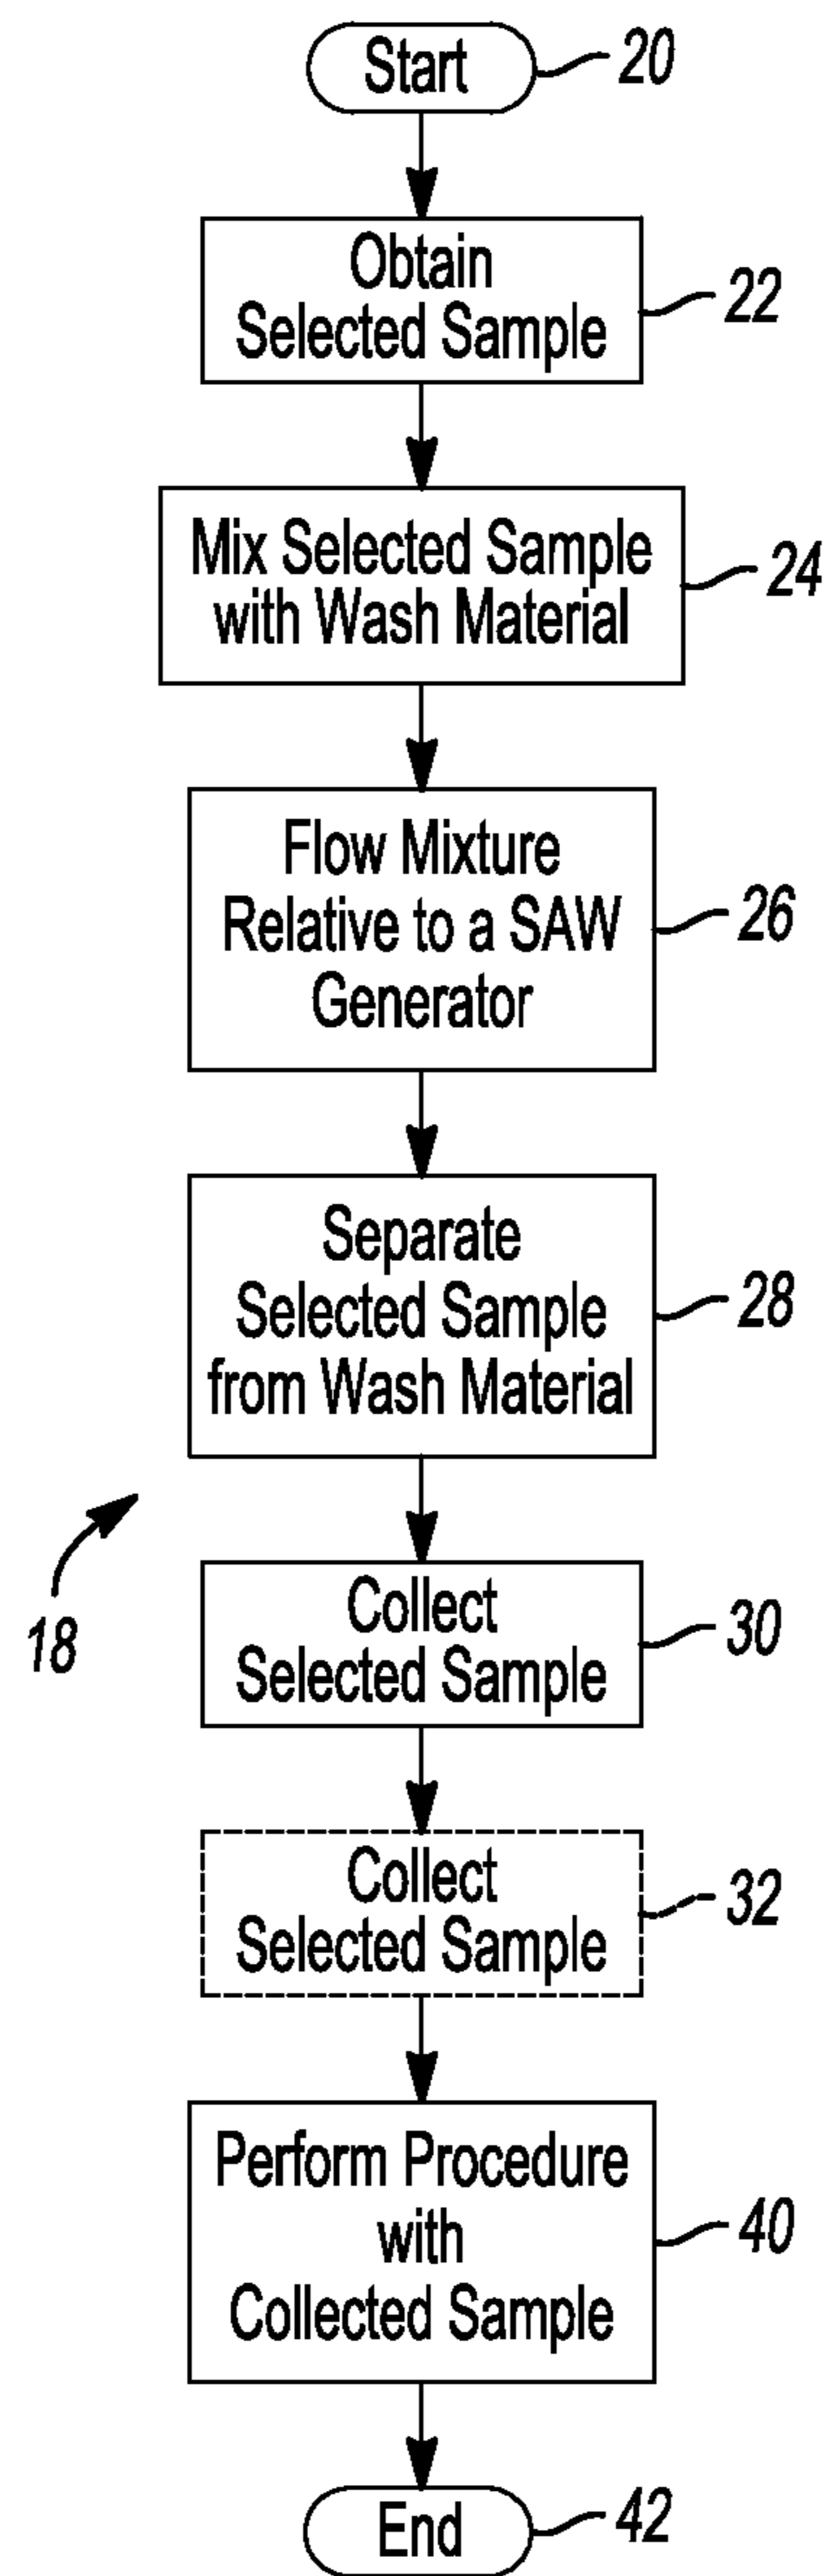 Start
20
Obtain
Selected Sample
22
Mix Selected Sample
with Wash Material
24
Flow Mixture
Relative to a SAW
Generator
26
Separate
Selected Sample
from Wash Material
28
18
Collect
Selected Sample
30
Collect
Selected Sample
32
Perform Procedure
with
Collected Sample
40
End
42